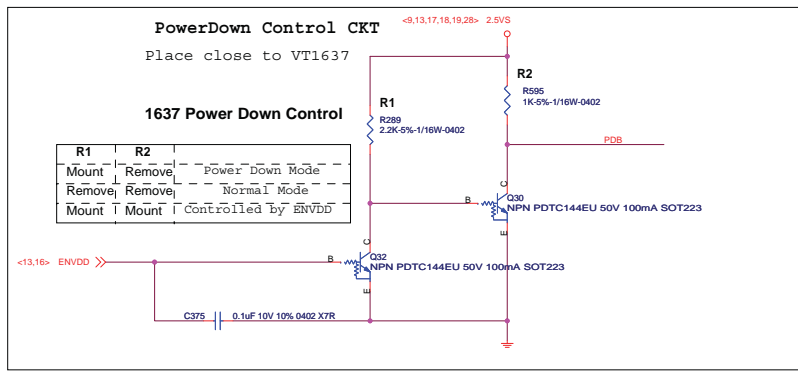 PowerDown Control CKT
Place close to VT1637
<9,13,17,18,19,28> 2.5VS
R2
R595
1K-5%-1/16W-0402
R1
R289
2.2K-5%-1/16W-0402
1637 Power Down Control
PDB
R1 R2
Mount Remove Power Down Mode
Remove Remove Normal Mode
Mount Mount Controlled by ENVDD
C
B
Q30
NPN PDTC144EU 50V 100mA SOT223
E
C
<13,16> ENVDD
B
Q32
NPN PDTC144EU 50V 100mA SOT223
E
C375
0.1uF 10V 10% 0402 X7R